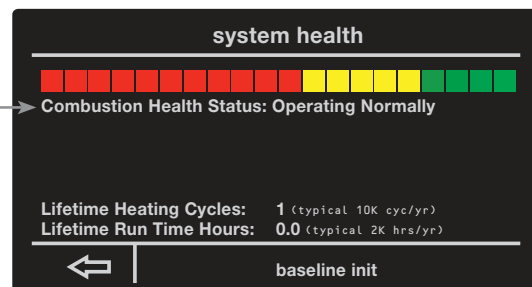 system health
Combustion Health Status: Operating Normally
Lifetime Heating Cycles: 1 (typical 10K cyc/yr)
Lifetime Run Time Hours: 0.0 (typical 2K hrs/yr)
baseline init